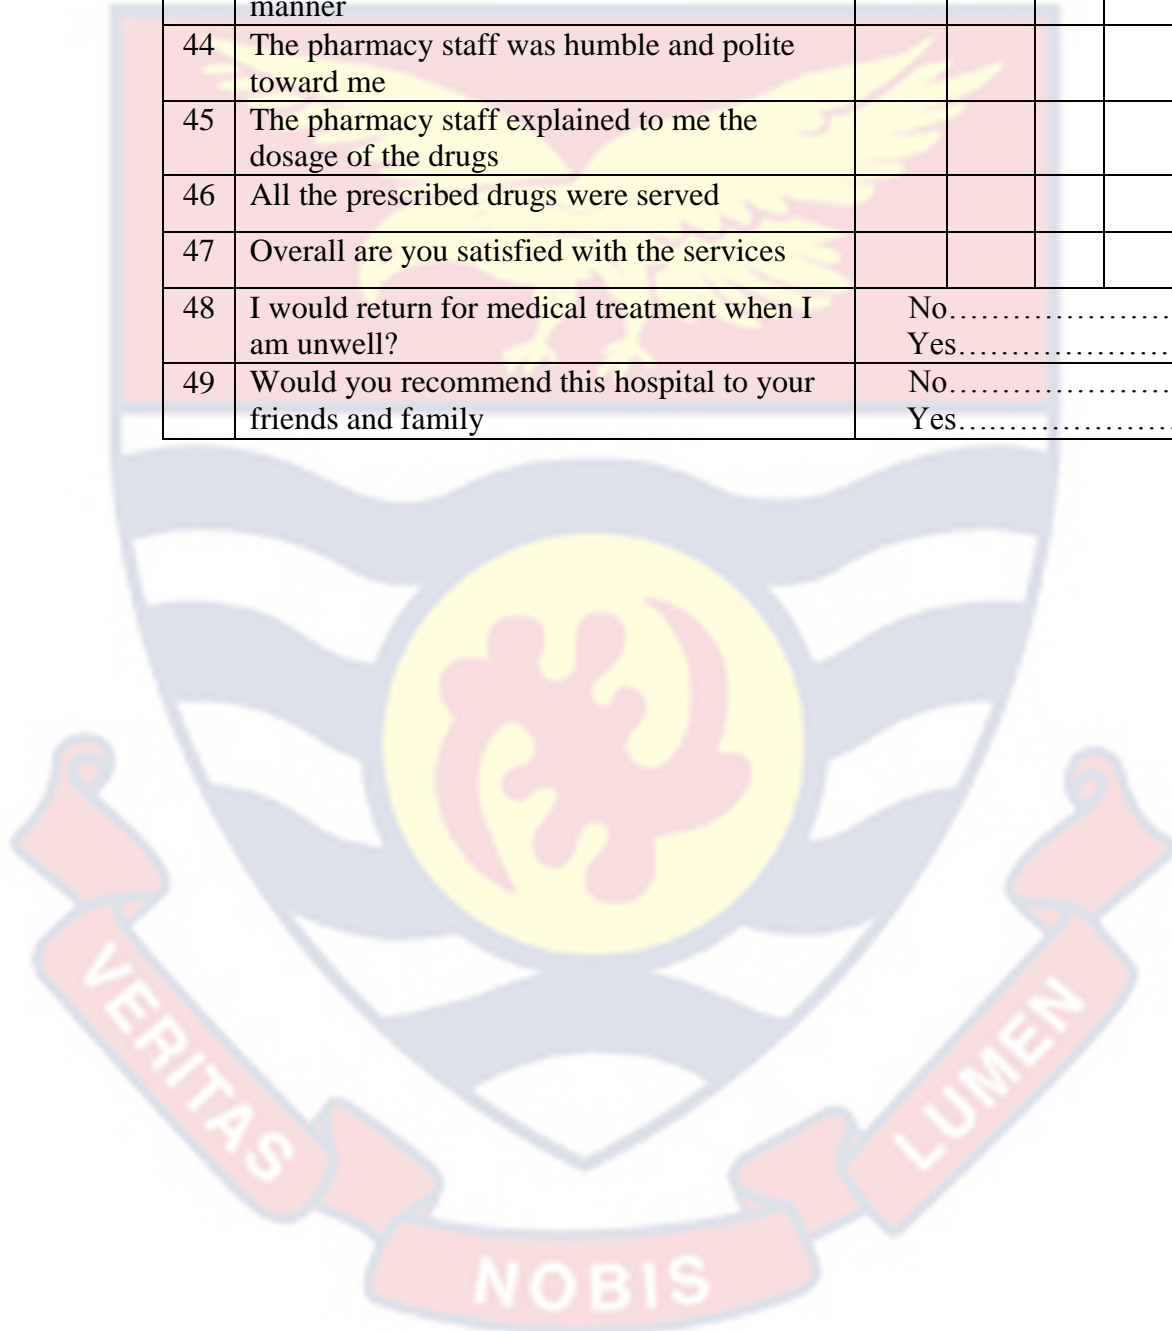 manner
44 The pharmacy staff was humble and polite
toward me
45 The pharmacy staff explained to me the
dosage of the drugs
46 All the prescribed drugs were served
47 Overall are you satisfied with the services
48 I would return for medical treatment when I No.....................
am unwell? Yes....................
49 Would you recommend this hospital to your No.....................
friends and family Yes.....................
VERITAS
NOBIS
LUMEN